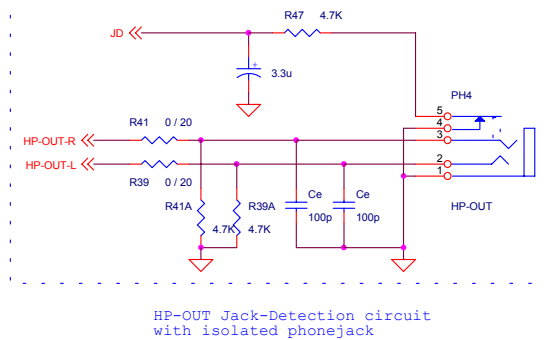 R47 4.7K
JD
3.3u
PH4
5
4
R41 0 / 20
3
HP-OUT-R
HP-OUT-L
2
1
R39 0 / 20
Ce Ce
HP-OUT
R41A R39A
100p 100p
4.7K 4.7K
HP-OUT Jack-Detection circuit
with isolated phonejack